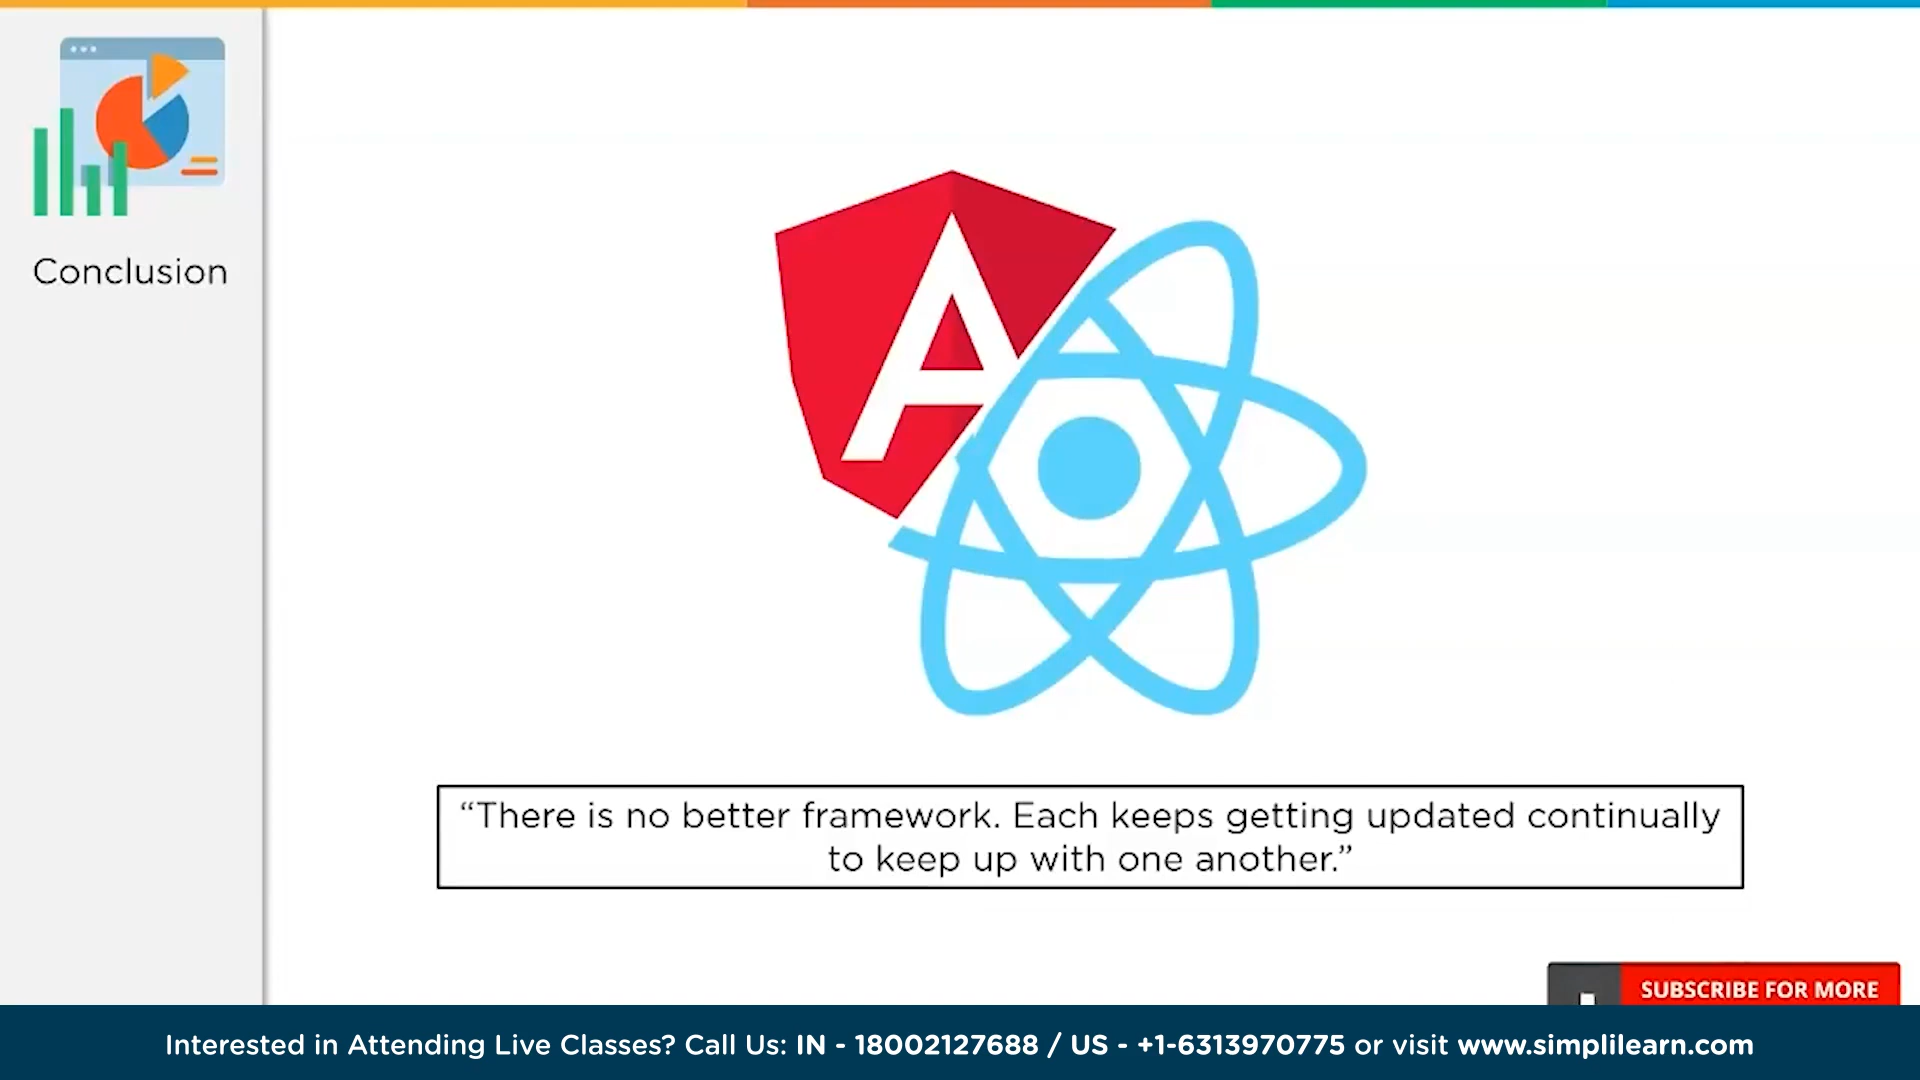 Conclusion
A
“There is no better framework. Each keeps getting updated continually
to keep up with one another.”
SUBSCRIBE FOR MORE
Interested in Attending Live Classes? Call Us: IN - 18002127688 / US - +1-6313970775 or visit www.simplilearn.com